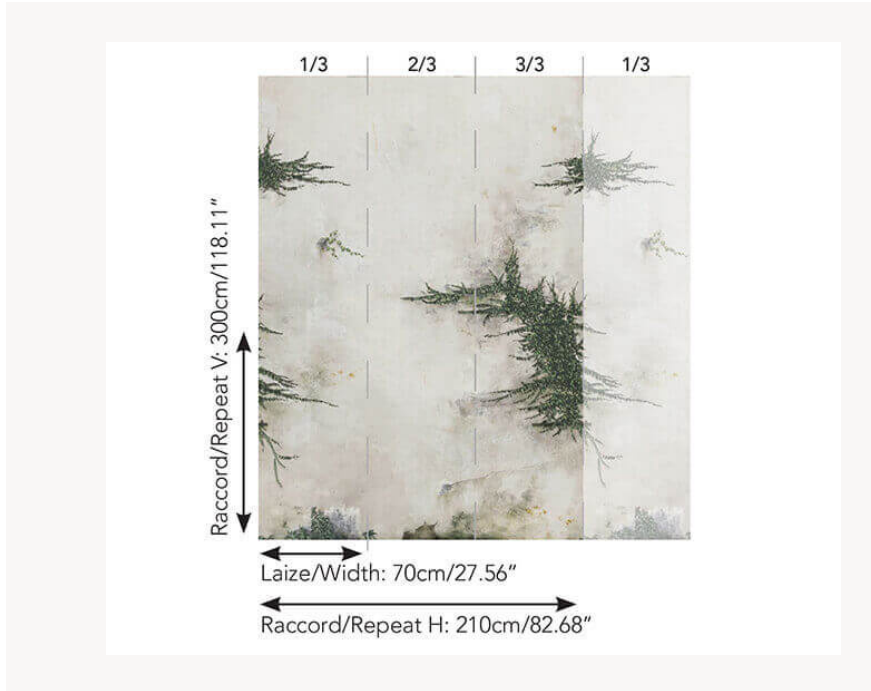 1/3 2/3 3/3 1/3
Raccord/Repeat V: 300cm/118.11”
Laize/Width: 70cm/27.56”
Raccord/Repeat H: 210cm/82.68”